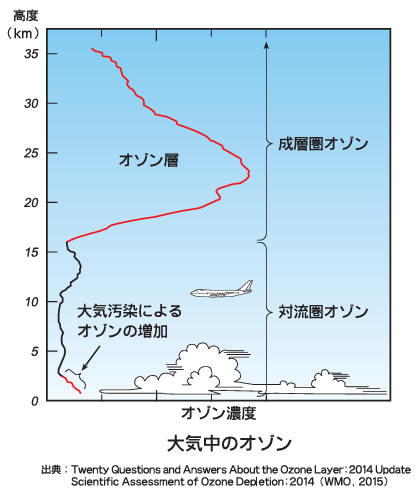 高度
(km)
35
30
25
20
15
10
5
0
オゾン層
成層圏オゾン
対流圏オゾン
大気汚染による
オゾンの増加
オゾン濃度
大気中のオゾン
出典：Twenty Questions and Answers About the Ozone Layer：2014 Update
Scientific Assessment of Ozone Depletion：2014（WMO, 2015）